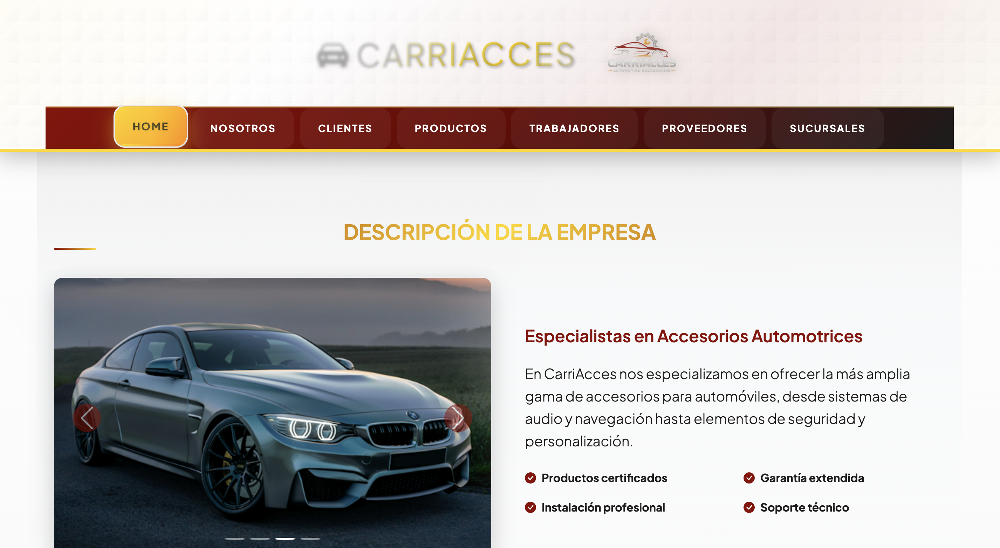 CARRIACCES
CARRIACCES
AUTOMOTIVE ACCESSORIES
HOME NOSOTROS CLIENTES PRODUCTOS TRABAJADORES PROVEEDORES SUCURSALES
DESCRIPCIÓN DE LA EMPRESA
Especialistas en Accesorios Automotrices
En CarriAcces nos especializamos en ofrecer la más amplia
gama de accesorios para automóviles, desde sistemas de
audio y navegación hasta elementos de seguridad y
personalización.
Productos certificados Garantía extendida
Instalación profesional Soporte técnico